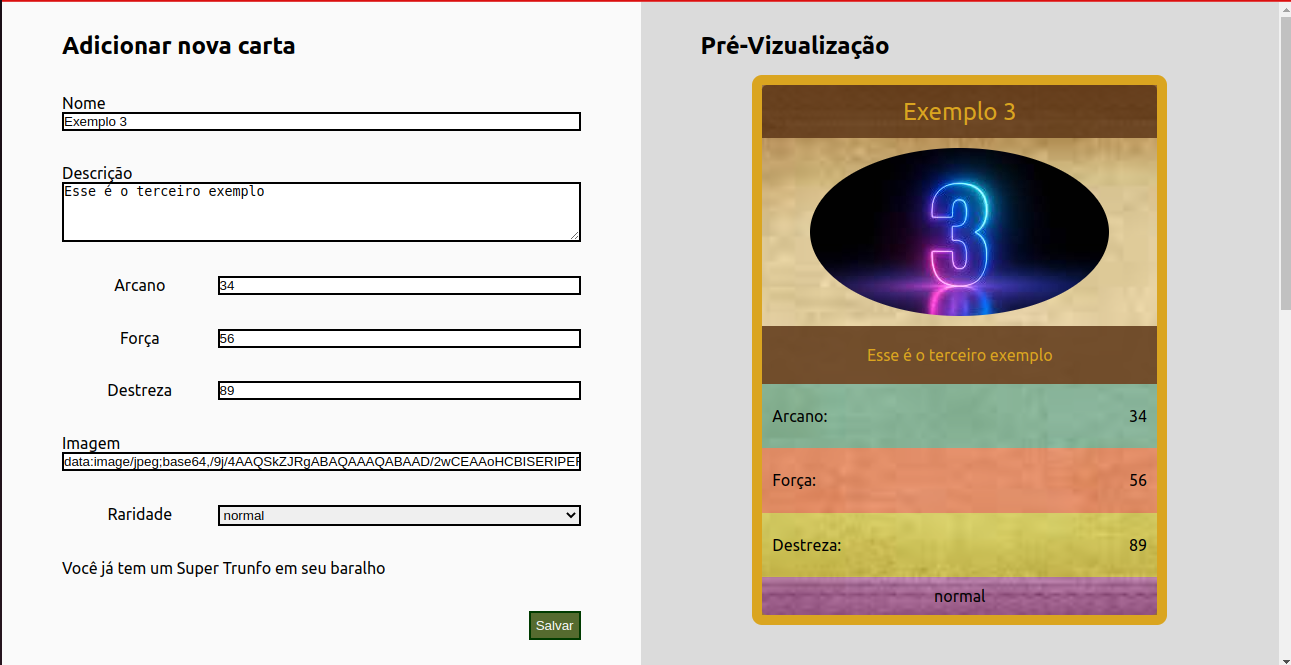 Adicionar nova carta
Nome
Exemplo 3
Descrição
Esse é o terceiro exemplo
Arcano
34
Força
56
Destreza
89
Imagem
data:image/jpeg;base64,/9j/4AAQSkZJRgABAQAAAQABAAD/2wCEAAoHCBISERIPEF
Raridade
normal
Você já tem um Super Trunfo em seu baralho
Salvar
Pré-Vizualização
Exemplo 3
3
Esse é o terceiro exemplo
Arcano: 34
Força: 56
Destreza: 89
normal